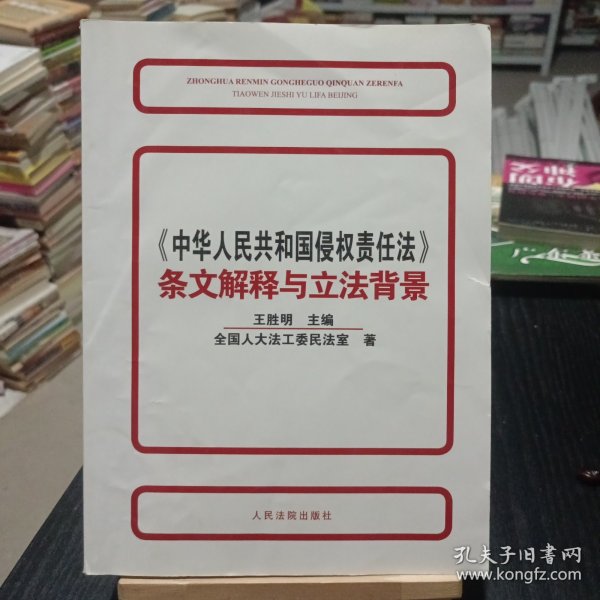 ZHONGHUA RENMIN GONGHEGUO QINQUAN ZERENFA
TIAOWEN JIESHI YU LIFA BEIJING
《中华人民共和国侵权责任法》
条文解释与立法背景
王胜明 主编
全国人大法工委民法室 著
人民法院出版社
孔夫子旧书网
www.kongfz.com